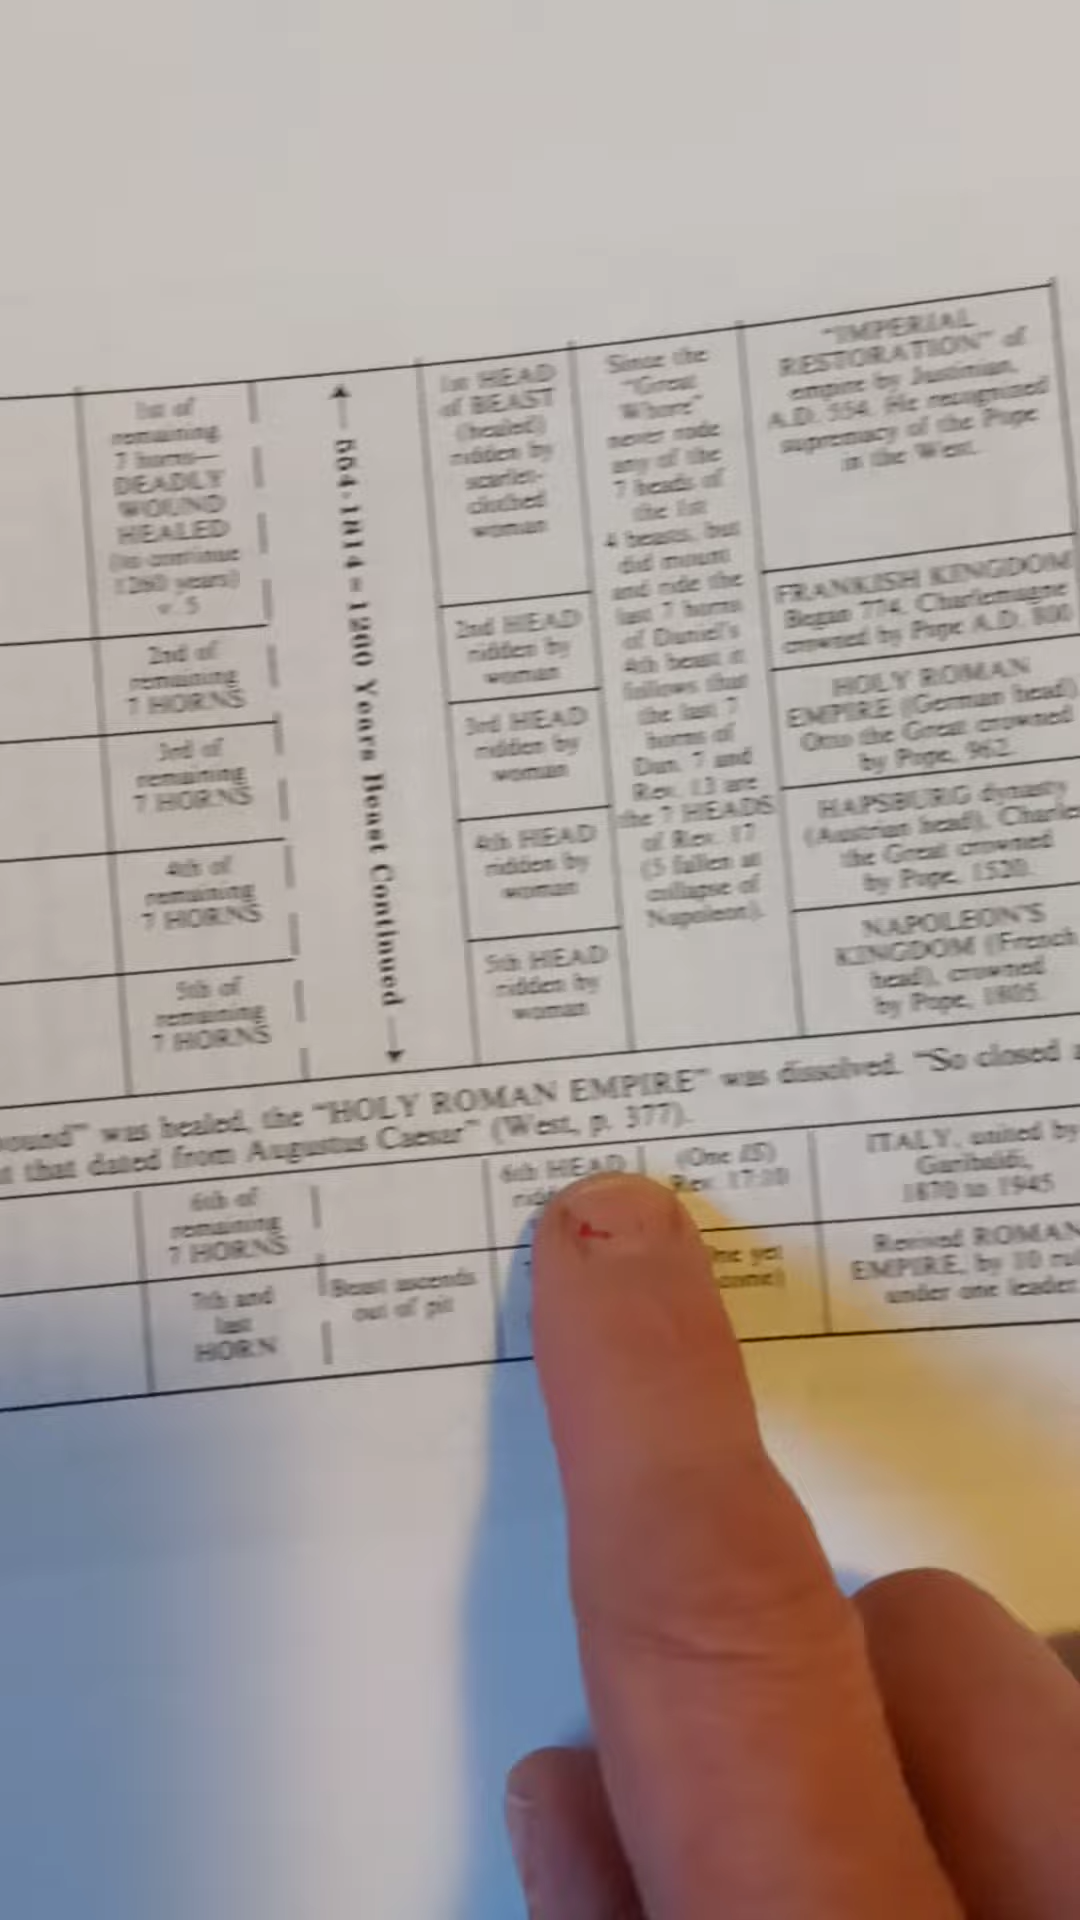 1st of
remaining
7 horns—
DEADLY
WOUND
HEALED
(to continue
1260 years)
v. 5
2nd of
remaining
7 HORNS
3rd of
remaining
7 HORNS
4th of
remaining
7 HORNS
5th of
remaining
7 HORNS
554-1814 = 1260 Years Beast Continued
1st HEAD
of BEAST
(healed)
ridden by
scarlet-
clothed
woman
2nd HEAD
ridden by
woman
3rd HEAD
ridden by
woman
4th HEAD
ridden by
woman
5th HEAD
ridden by
woman
Since the
"Great
Whore"
never rode
any of the
7 heads of
the 1st
4 beasts, but
did mount
and ride the
last 7 horns
of Daniel's
4th beast it
follows that
the last 7
horns of
Dan. 7 and
Rev. 13 are
the 7 HEADS
of Rev. 17
(5 fallen at
collapse of
Napoleon).
"IMPERIAL
RESTORATION" of
empire by Justinian,
A.D. 554. He recognized
supremacy of the Pope
in the West.
FRANKISH KINGDOM
Began 774. Charlemagne
crowned by Pope A.D. 800
HOLY ROMAN
EMPIRE (German head)
Otto the Great crowned
by Pope, 962.
HAPSBURG dynasty
(Austrian head), Charles
the Great crowned
by Pope, 1520.
NAPOLEON'S
KINGDOM (French
head), crowned
by Pope, 1805.
wound" was healed, the "HOLY ROMAN EMPIRE" was dissolved. "So closed a
that dated from Augustus Caesar" (West, p. 377).
6th of
remaining
7 HORNS
6th HEAD
(One IS)
Rev. 17:10
ITALY, united by
Garibaldi,
1870 to 1945
7th and
last
HORN
Beast ascends
out of pit
yet
come)
Revived ROMAN
EMPIRE, by 10
under one leader